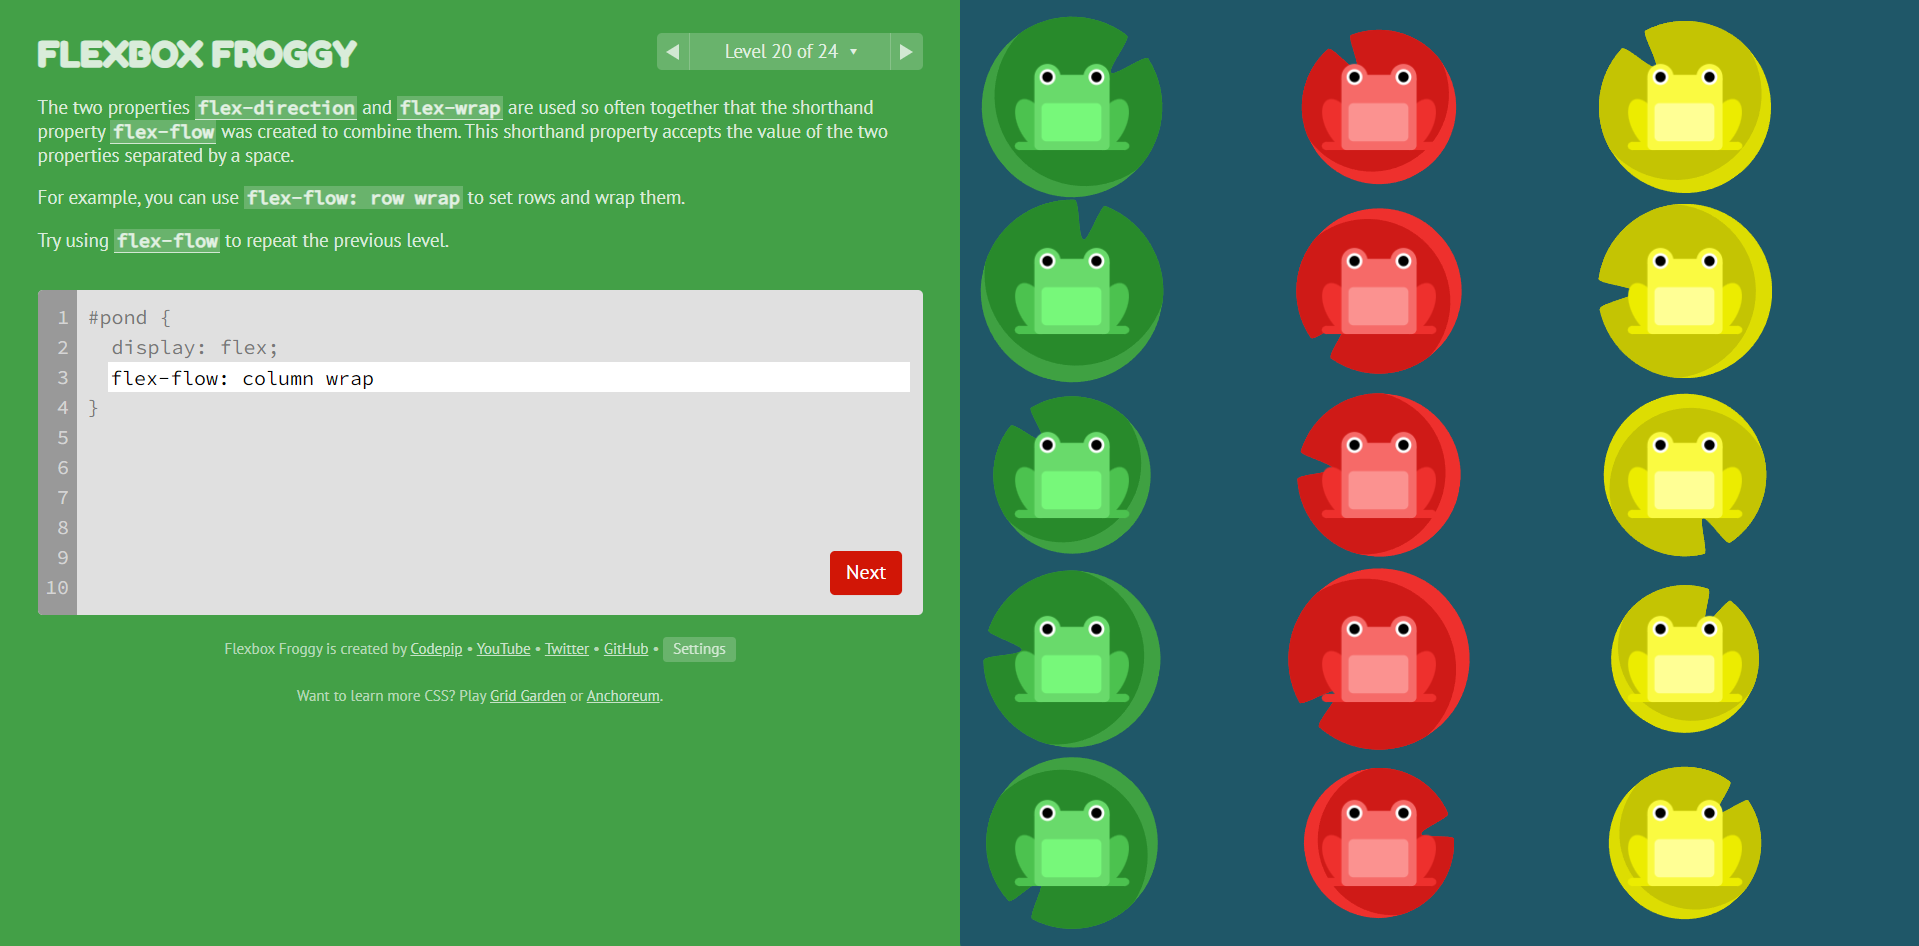 FLEXBOX FROGGY
◀ Level 20 of 24 ▼ ▶
The two properties flex-direction and flex-wrap are used so often together that the shorthand
property flex-flow was created to combine them. This shorthand property accepts the value of the two
properties separated by a space.
For example, you can use flex-flow: row wrap to set rows and wrap them.
Try using flex-flow to repeat the previous level.
1 #pond {
2 display: flex;
3 flex-flow: column wrap
4 }
5
6
7
8
9
10
Next
Flexbox Froggy is created by Codepip • YouTube • Twitter • GitHub • Settings
Want to learn more CSS? Play Grid Garden or Anchoreum.